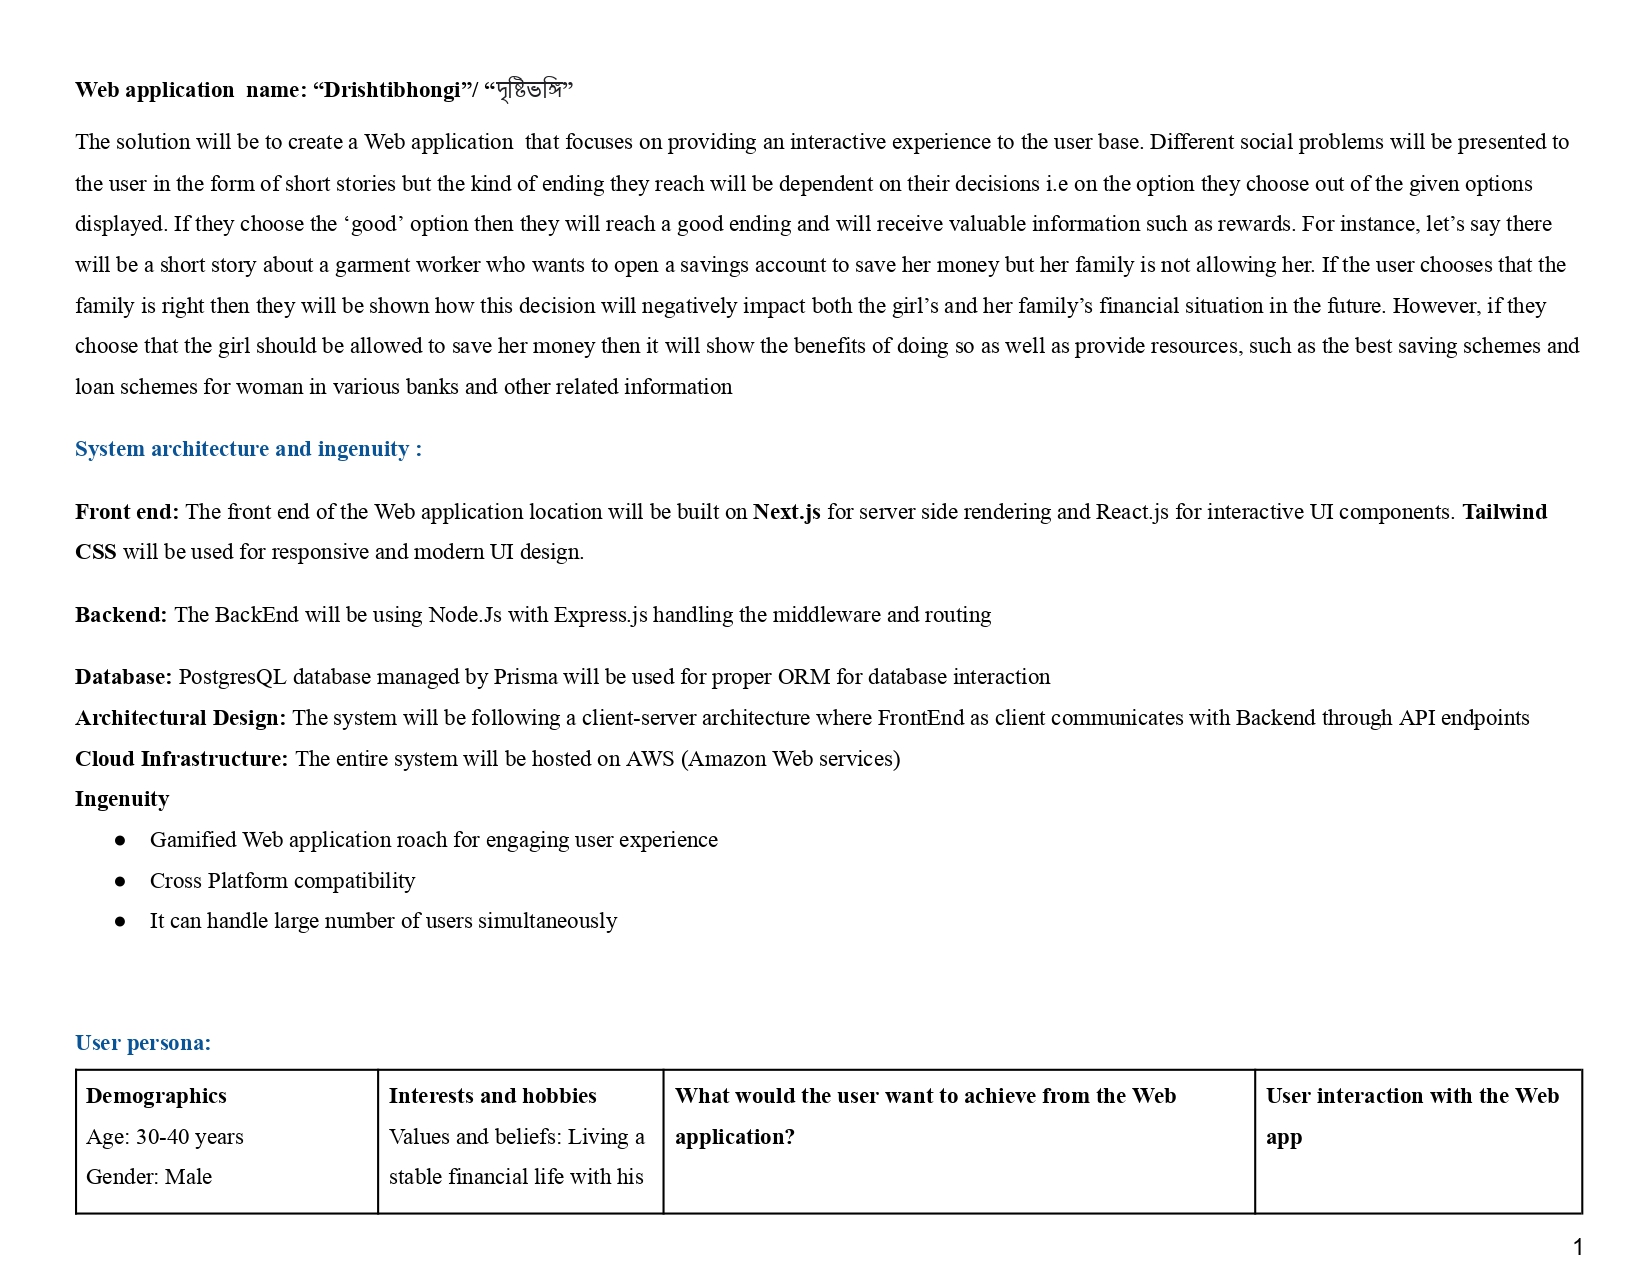 Web application  name: “Drishtibhongi”/ “দৃষ্টিভঙ্গি”
The solution will be to create a Web application  that focuses on providing an interactive experience to the user base. Different social problems will be presented to
the user in the form of short stories but the kind of ending they reach will be dependent on their decisions i.e on the option they choose out of the given options
displayed. If they choose the ‘good’ option then they will reach a good ending and will receive valuable information such as rewards. For instance, let’s say there
will be a short story about a garment worker who wants to open a savings account to save her money but her family is not allowing her. If the user chooses that the
family is right then they will be shown how this decision will negatively impact both the girl’s and her family’s financial situation in the future. However, if they
choose that the girl should be allowed to save her money then it will show the benefits of doing so as well as provide resources, such as the best saving schemes and
loan schemes for woman in various banks and other related information
System architecture and ingenuity :
Front end: The front end of the Web application location will be built on Next.js for server side rendering and React.js for interactive UI components. Tailwind
CSS will be used for responsive and modern UI design.
Backend: The BackEnd will be using Node.Js with Express.js handling the middleware and routing
Database: PostgresQL database managed by Prisma will be used for proper ORM for database interaction
Architectural Design: The system will be following a client-server architecture where FrontEnd as client communicates with Backend through API endpoints
Cloud Infrastructure: The entire system will be hosted on AWS (Amazon Web services)
Ingenuity
● Gamified Web application roach for engaging user experience
● Cross Platform compatibility
● It can handle large number of users simultaneously
User persona:
Demographics
Age: 30-40 years
Gender: Male
Interests and hobbies
Values and beliefs: Living a
stable financial life with his
What would the user want to achieve from the Web
application?
User interaction with the Web
app
1